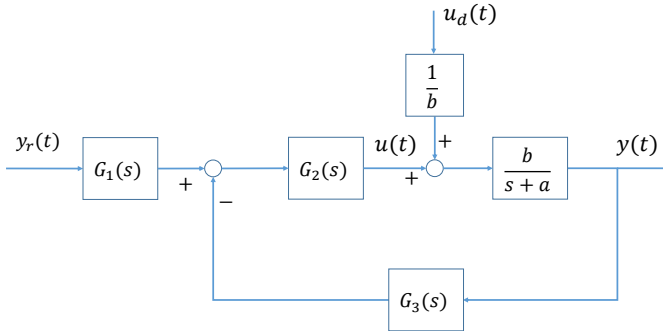 u_d(t)
1
b
y_r(t)
G_1(s)
+
−
G_2(s)
u(t)
+
+
b
s + a
y(t)
G_3(s)